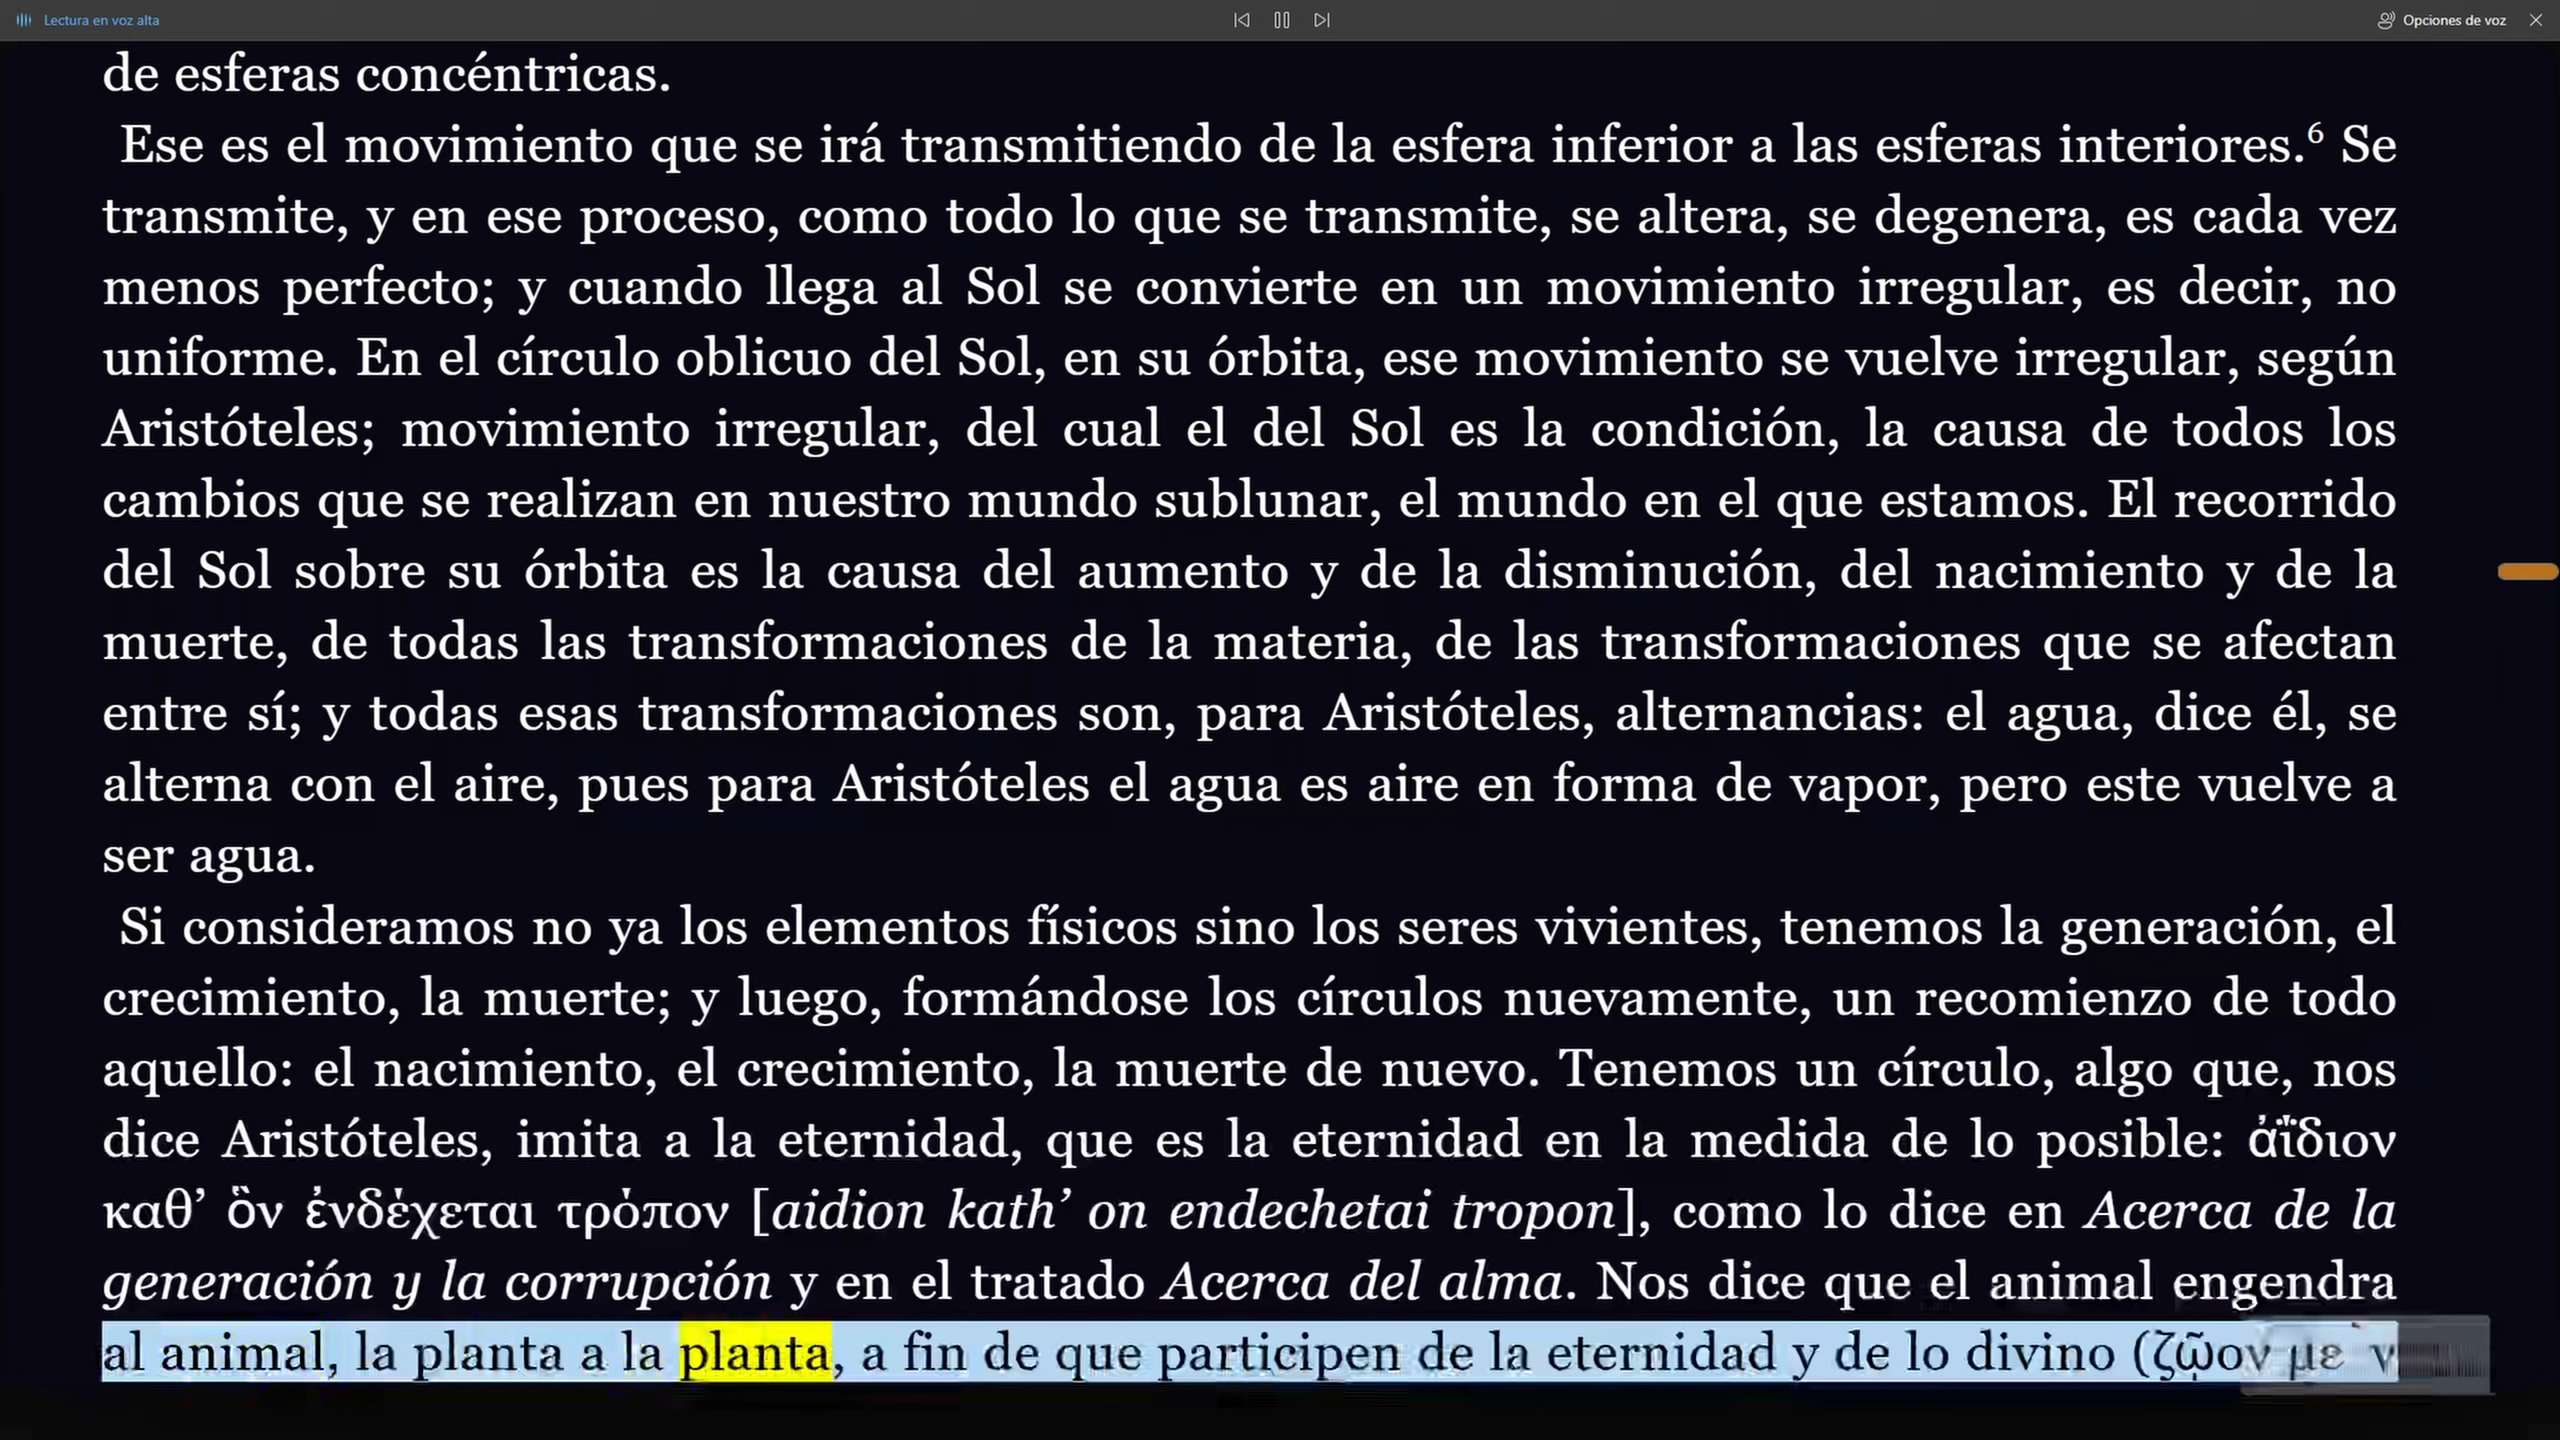 Lectura en voz alta
Opciones de voz
de esferas concéntricas.
Ese es el movimiento que se irá transmitiendo de la esfera inferior a las esferas interiores.⁶ Se
transmite, y en ese proceso, como todo lo que se transmite, se altera, se degenera, es cada vez
menos perfecto; y cuando llega al Sol se convierte en un movimiento irregular, es decir, no
uniforme. En el círculo oblicuo del Sol, en su órbita, ese movimiento se vuelve irregular, según
Aristóteles; movimiento irregular, del cual el del Sol es la condición, la causa de todos los
cambios que se realizan en nuestro mundo sublunar, el mundo en el que estamos. El recorrido
del Sol sobre su órbita es la causa del aumento y de la disminución, del nacimiento y de la
muerte, de todas las transformaciones de la materia, de las transformaciones que se afectan
entre sí; y todas esas transformaciones son, para Aristóteles, alternancias: el agua, dice él, se
alterna con el aire, pues para Aristóteles el agua es aire en forma de vapor, pero este vuelve a
ser agua.
Si consideramos no ya los elementos físicos sino los seres vivientes, tenemos la generación, el
crecimiento, la muerte; y luego, formándose los círculos nuevamente, un recomienzo de todo
aquello: el nacimiento, el crecimiento, la muerte de nuevo. Tenemos un círculo, algo que, nos
dice Aristóteles, imita a la eternidad, que es la eternidad en la medida de lo posible: ἀΐδιον
καθ’ ὃν ἐνδέχεται τρόπον [aidion kath’ on endechetai tropon], como lo dice en Acerca de la
generación y la corrupción y en el tratado Acerca del alma. Nos dice que el animal engendra
al animal, la planta a la planta, a fin de que participen de la eternidad y de lo divino (ζῷον